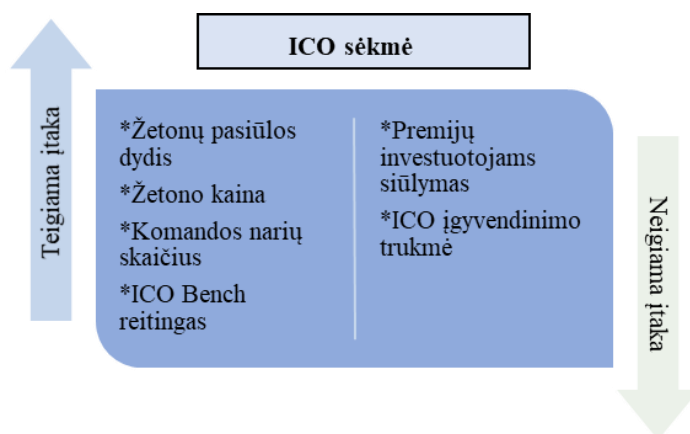 ICO sėkmė
Teigiama įtaka
*Žetonų pasiūlos
dydis
*Žetono kaina
*Komandos narių
skaičius
*ICO Bench
reitingas
*Premijų
investuotojams
siūlymas
*ICO įgyvendinimo
trukmė
Neigiama įtaka